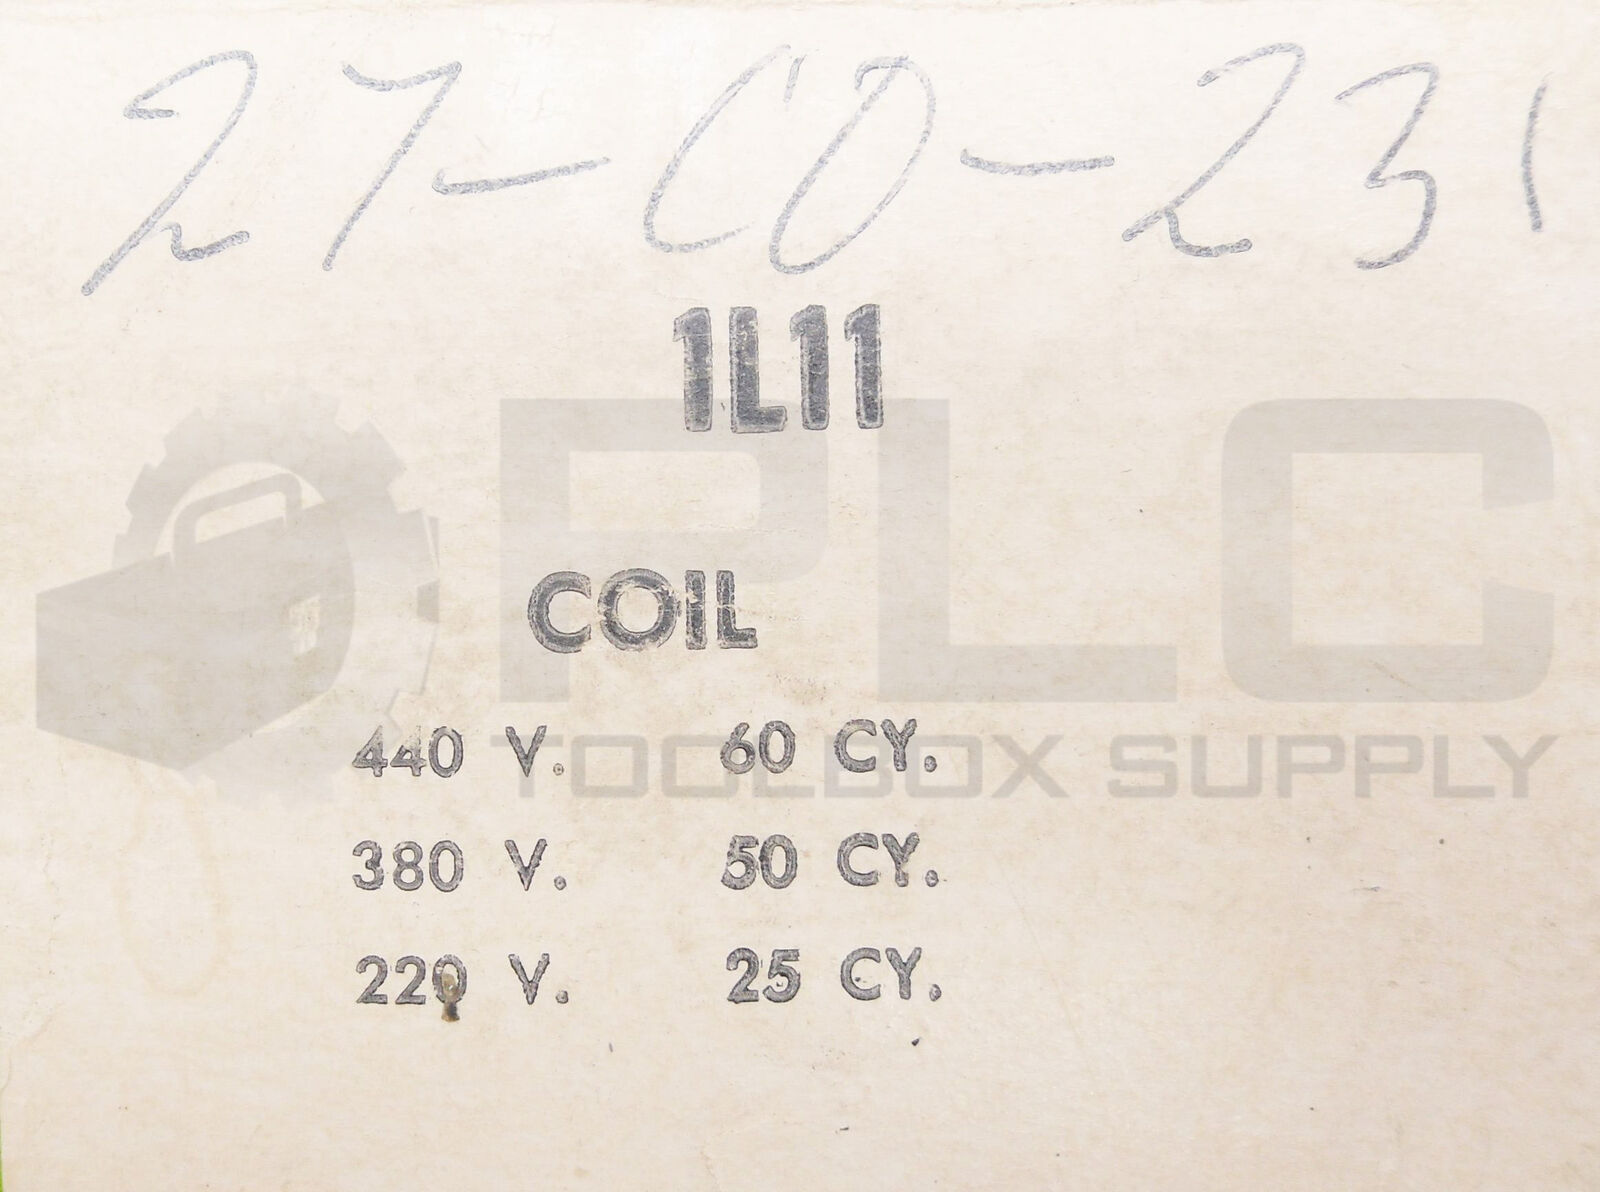 27-CO-231
1L11
COIL
440 V. 60 CY.
380 V. 50 CY.
220 V. 25 CY.
PLC
TOOLBOX SUPPLY